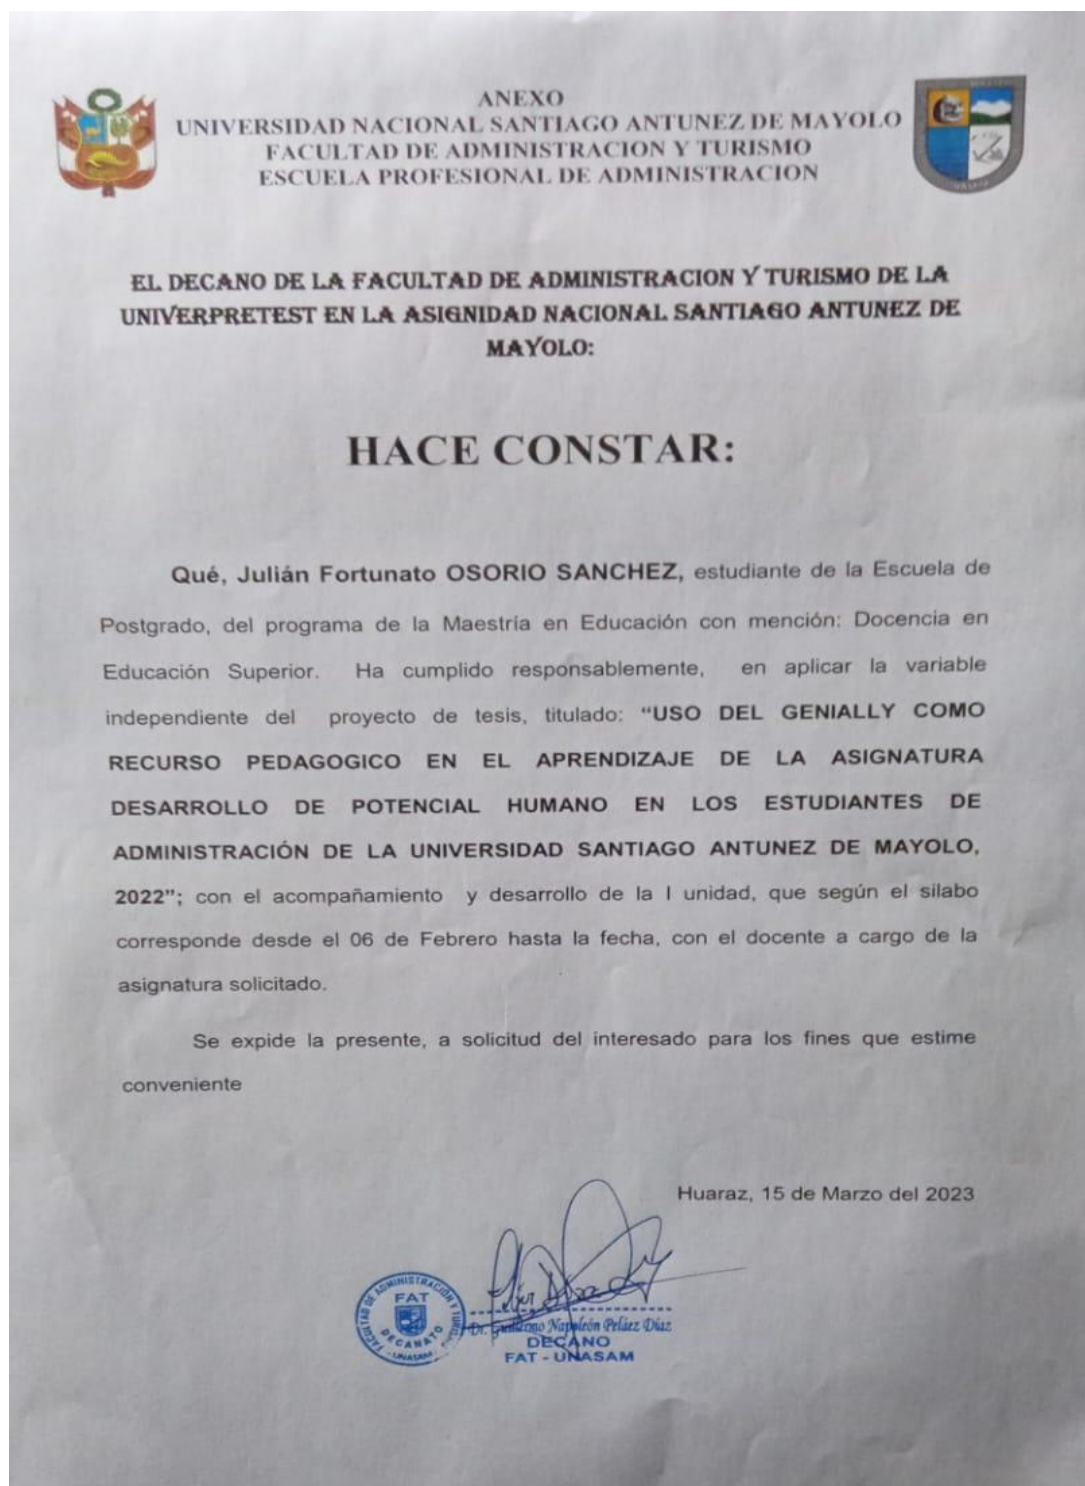 ANEXO
UNIVERSIDAD NACIONAL SANTIAGO ANTUNEZ DE MAYOLO
FACULTAD DE ADMINISTRACION Y TURISMO
ESCUELA PROFESIONAL DE ADMINISTRACION
EL DECANO DE LA FACULTAD DE ADMINISTRACION Y TURISMO DE LA
UNIVERPRETEST EN LA ASIGNIDAD NACIONAL SANTIAGO ANTUNEZ DE
MAYOLO:
HACE CONSTAR:
Qué, Julián Fortunato OSORIO SANCHEZ, estudiante de la Escuela de
Postgrado, del programa de la Maestría en Educación con mención: Docencia en
Educación Superior. Ha cumplido responsablemente, en aplicar la variable
independiente del proyecto de tesis, titulado: “USO DEL GENIALLY COMO
RECURSO PEDAGOGICO EN EL APRENDIZAJE DE LA ASIGNATURA
DESARROLLO DE POTENCIAL HUMANO EN LOS ESTUDIANTES DE
ADMINISTRACIÓN DE LA UNIVERSIDAD SANTIAGO ANTUNEZ DE MAYOLO,
2022”; con el acompañamiento y desarrollo de la I unidad, que según el silabo
corresponde desde el 06 de Febrero hasta la fecha, con el docente a cargo de la
asignatura solicitado.
Se expide la presente, a solicitud del interesado para los fines que estime
conveniente
Huaraz, 15 de Marzo del 2023
FACULTAD DE ADMINISTRACIÓN Y TURISMO
FAT
DECANATO
- UNASAM -
Dr. Guillermo Napoleón Peláez Díaz
DECANO
FAT - UNASAM